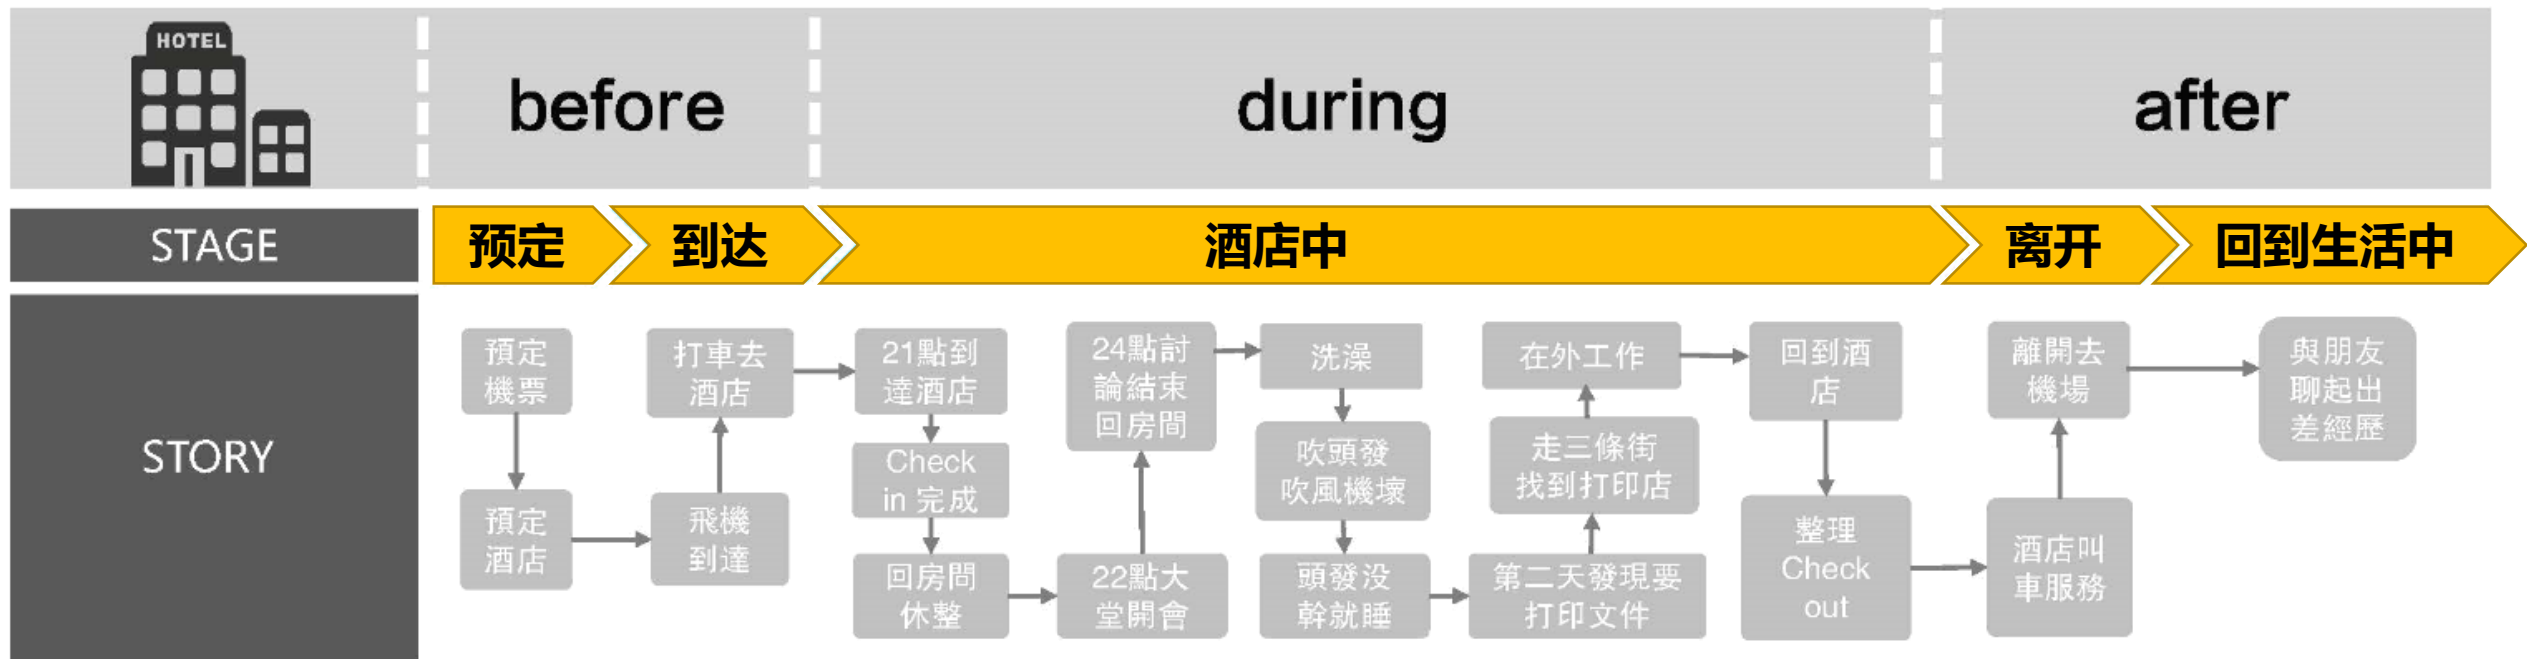 HOTEL
before
during
after
STAGE
预定
到达
酒店中
离开
回到生活中
STORY
預定
機票
預定
酒店
飛機
到達
打車去
酒店
21點到
達酒店
Check
in 完成
回房間
休整
22點大
堂開會
24點討
論結束
回房間
洗澡
吹頭發
吹風機壞
頭發没
幹就睡
第二天發現要
打印文件
走三條街
找到打印店
在外工作
回到酒
店
整理
Check
out
酒店叫
車服務
離開去
機場
與朋友
聊起出
差經歷